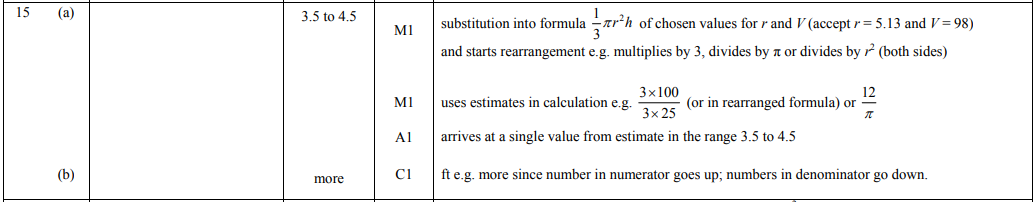 15 (a) 3.5 to 4.5 M1 substitution into formula 1/3 πr²h of chosen values for r and V (accept r = 5.13 and V = 98)
and starts rearrangement e.g. multiplies by 3, divides by π or divides by r² (both sides)
M1 uses estimates in calculation e.g. 3×100/3×25 (or in rearranged formula) or 12/π
A1 arrives at a single value from estimate in the range 3.5 to 4.5
(b) more C1 ft e.g. more since number in numerator goes up; numbers in denominator go down.